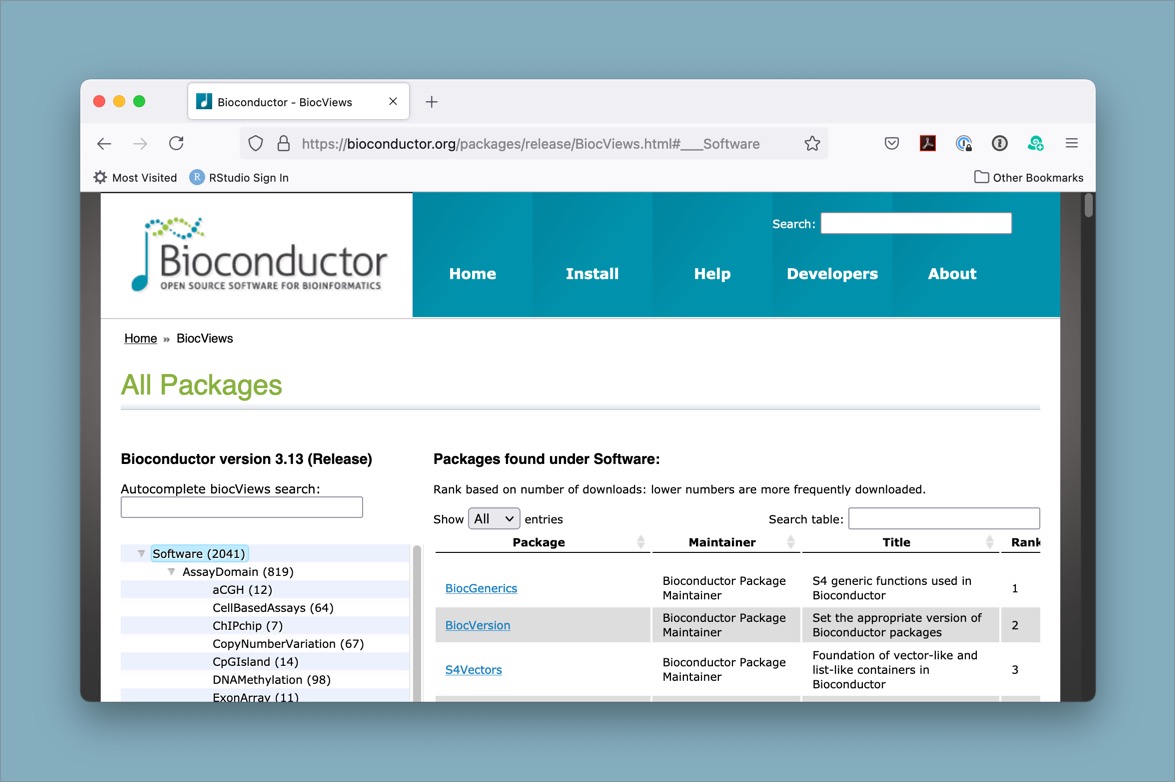 Bioconductor - BiocViews
https://bioconductor.org/packages/release/BiocViews.html#___Software
Most Visited
RStudio Sign In
Other Bookmarks
Bioconductor
OPEN SOURCE SOFTWARE FOR BIOINFORMATICS
Search:
Home
Install
Help
Developers
About
Home » BiocViews
All Packages
Bioconductor version 3.13 (Release)
Autocomplete biocViews search:
Software (2041)
AssayDomain (819)
aCGH (12)
CellBasedAssays (64)
ChIPchip (7)
CopyNumberVariation (67)
CpGIsland (14)
DNAMethylation (98)
ExonArray (11)
Packages found under Software:
Rank based on number of downloads: lower numbers are more frequently downloaded.
Show All entries
Search table:
Package Maintainer Title Rank
BiocGenerics
Bioconductor Package
Maintainer
S4 generic functions used in
Bioconductor
1
BiocVersion
Bioconductor Package
Maintainer
Set the appropriate version of
Bioconductor packages
2
S4Vectors
Bioconductor Package
Maintainer
Foundation of vector-like and
list-like containers in
Bioconductor
3